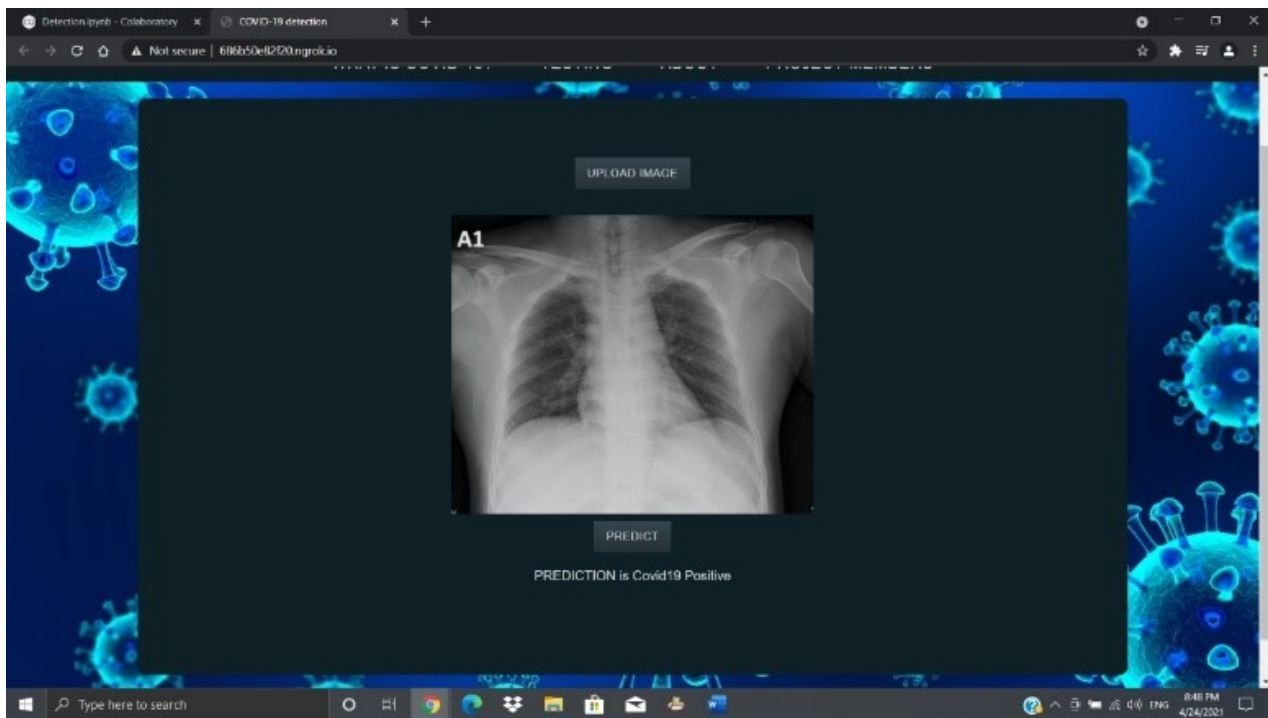 Detection.ipynb - Colaboratory
COVID-19 detection
Not secure | 686b50e82f20.ngrok.io
UPLOAD IMAGE
A1
PREDICT
PREDICTION is Covid19 Positive
Type here to search
ENG
8:48 PM
4/24/2021